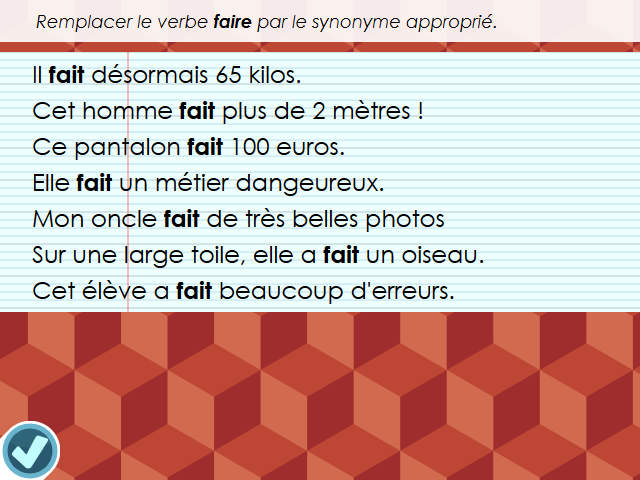 Remplacer le verbe faire par le synonyme approprié.
Il fait désormais 65 kilos.
Cet homme fait plus de 2 mètres !
Ce pantalon fait 100 euros.
Elle fait un métier dangeureux.
Mon oncle fait de très belles photos
Sur une large toile, elle a fait un oiseau.
Cet élève a fait beaucoup d'erreurs.